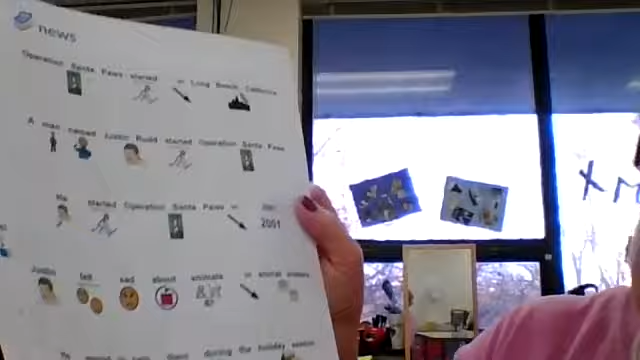 news
Operation Santa Paws started in Long Beach, California
A man named Justin Rudd started Operation Santa Paws
He started Operation Santa Paws in
2001
Justin felt sad about animals in animal shelters
them during the holiday season